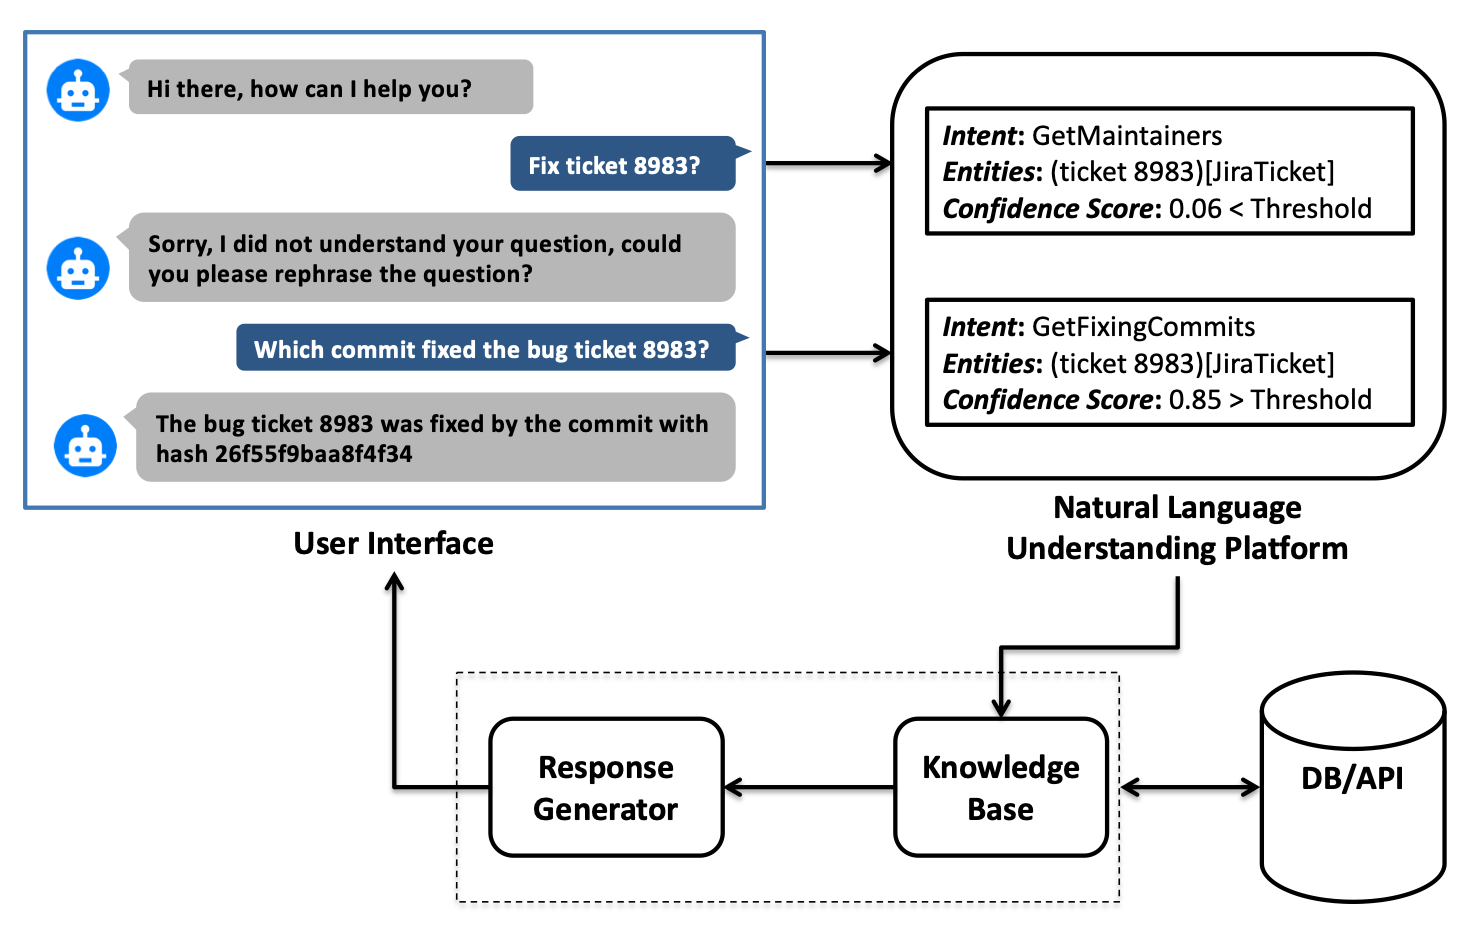 Hi there, how can I help you?
Fix ticket 8983?
Sorry, I did not understand your question, could
you please rephrase the question?
Which commit fixed the bug ticket 8983?
The bug ticket 8983 was fixed by the commit with
hash 26f55f9baa8f4f34
User Interface
Intent: GetMaintainers
Entities: (ticket 8983)[JiraTicket]
Confidence Score: 0.06 < Threshold
Intent: GetFixingCommits
Entities: (ticket 8983)[JiraTicket]
Confidence Score: 0.85 > Threshold
Natural Language
Understanding Platform
Response
Generator
Knowledge
Base
DB/API